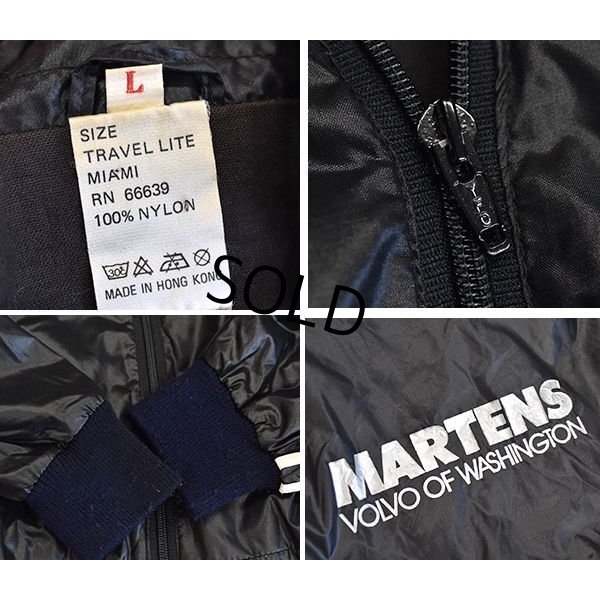 L
SIZE
TRAVEL LITE
MIAMI
RN 66639
100% NYLON
MADE IN HONG KONG
SOLD
MARTENS
VOLVO OF WASHINGTON